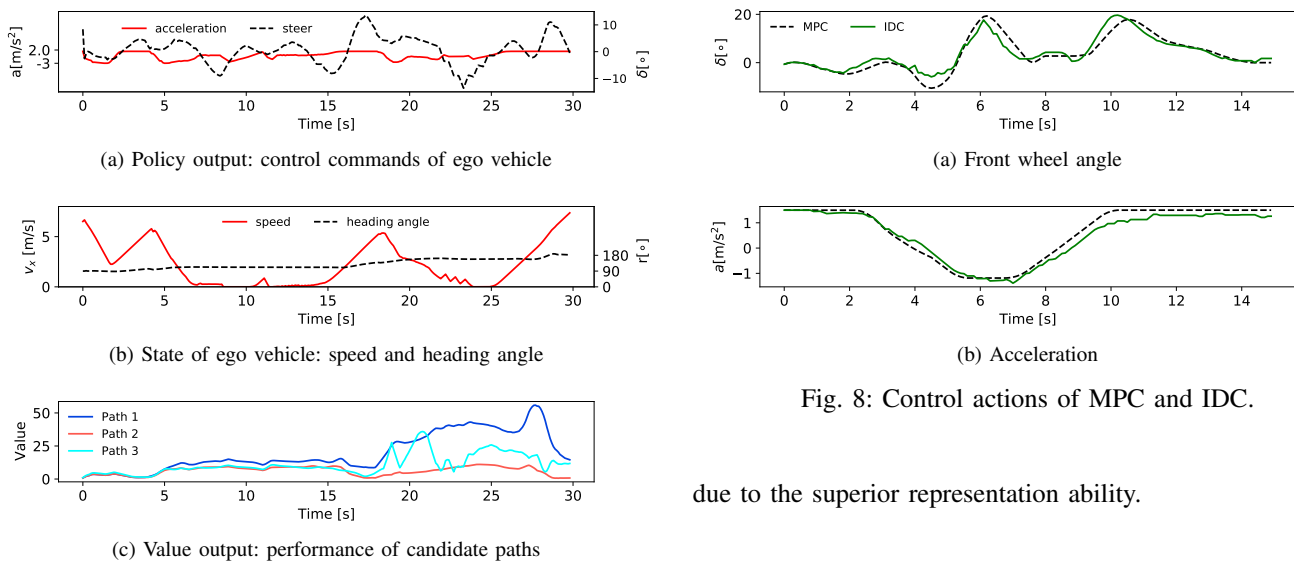 acceleration
steer
a[m/s²]
2.0
-3
10
0
−10
δ[∘]
0 5 10 15 20 25 30
Time [s]
(a) Policy output: control commands of ego vehicle
speed
heading angle
v_x [m/s]
5
0
180
90
0
r[∘]
0 5 10 15 20 25 30
Time [s]
(b) State of ego vehicle: speed and heading angle
Path 1
Path 2
Path 3
Value
50
25
0
0 5 10 15 20 25 30
Time [s]
(c) Value output: performance of candidate paths
MPC
IDC
δ[∘]
20
0
0 2 4 6 8 10 12 14
Time [s]
(a) Front wheel angle
a[m/s²]
1
0
−1
0 2 4 6 8 10 12 14
Time [s]
(b) Acceleration
Fig. 8: Control actions of MPC and IDC.
due to the superior representation ability.